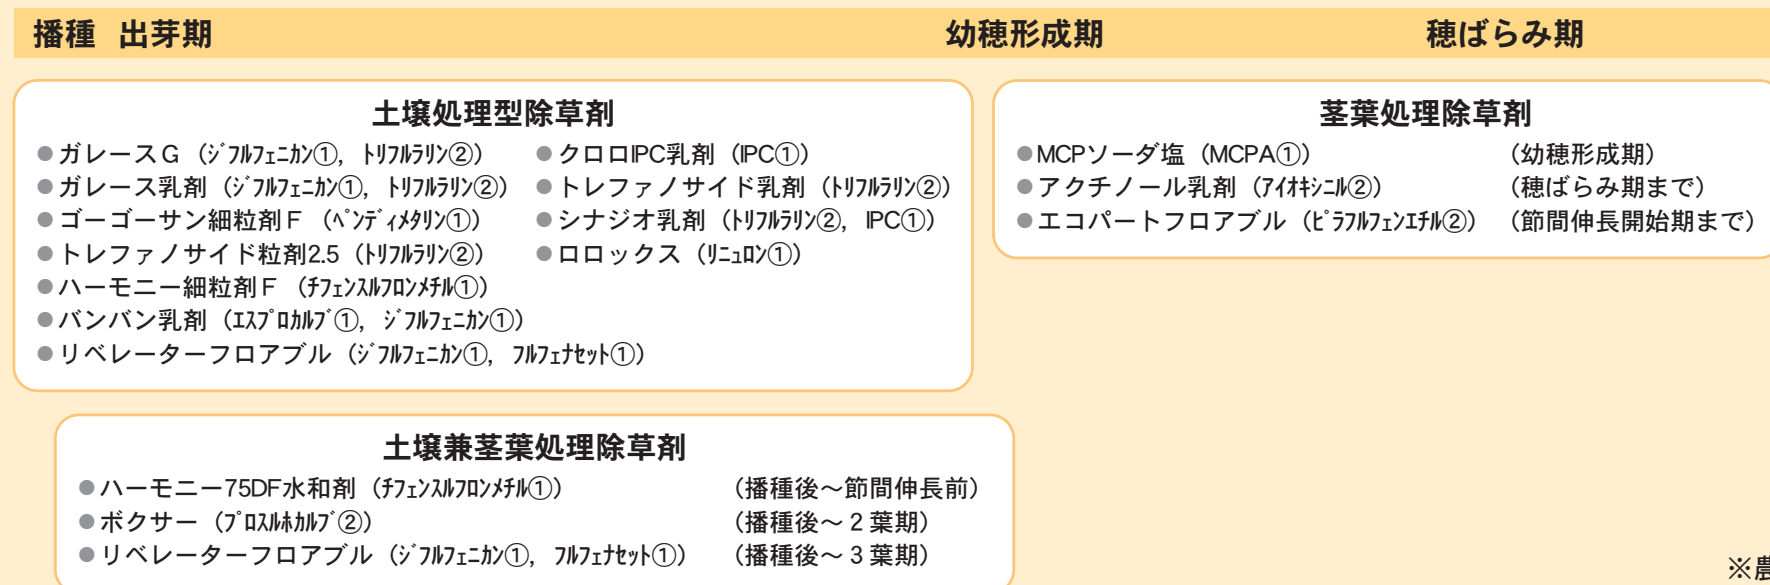 播種 出芽期 幼穂形成期 穂ばらみ期
土壌処理型除草剤
●ガレースG（ｼﾞﾌﾙﾌｪﾆｶﾝ①，ﾄﾘﾌﾙﾗﾘﾝ②）
●ガレース乳剤（ｼﾞﾌﾙﾌｪﾆｶﾝ①，ﾄﾘﾌﾙﾗﾘﾝ②）
●ゴーゴーサン細粒剤F（ﾍﾟﾝﾃﾞｨﾒﾀﾘﾝ①）
●トレファノサイド粒剤2.5（ﾄﾘﾌﾙﾗﾘﾝ②）
●ハーモニー細粒剤F（ﾁﾌｪﾝｽﾙﾌﾛﾝﾒﾁﾙ①）
●バンバン乳剤（ｴｽﾌﾟﾛｶﾙﾌﾞ①，ｼﾞﾌﾙﾌｪﾆｶﾝ①）
●リベレーターフロアブル（ｼﾞﾌﾙﾌｪﾆｶﾝ①，ﾌﾙﾌｪﾅｾｯﾄ①）
●クロロIPC乳剤（IPC①）
●トレファノサイド乳剤（ﾄﾘﾌﾙﾗﾘﾝ②）
●シナジオ乳剤（ﾄﾘﾌﾙﾗﾘﾝ②，IPC①）
●ロロックス（ﾘﾆｭﾛﾝ①）
茎葉処理除草剤
●MCPソーダ塩（MCPA①）（幼穂形成期）
●アクチノール乳剤（ｱｲｵｷｼﾆﾙ②）（穂ばらみ期まで）
●エコパートフロアブル（ﾋﾟﾗﾌﾙﾌｪﾝｴﾁﾙ②）（節間伸長開始期まで）
土壌兼茎葉処理除草剤
●ハーモニー75DF水和剤（ﾁﾌｪﾝｽﾙﾌﾛﾝﾒﾁﾙ①）（播種後～節間伸長前）
●ボクサー（ﾌﾟﾛｽﾙﾎｶﾙﾌﾞ②）（播種後～２葉期）
●リベレーターフロアブル（ｼﾞﾌﾙﾌｪﾆｶﾝ①，ﾌﾙﾌｪﾅｾｯﾄ①）（播種後～３葉期）
※農